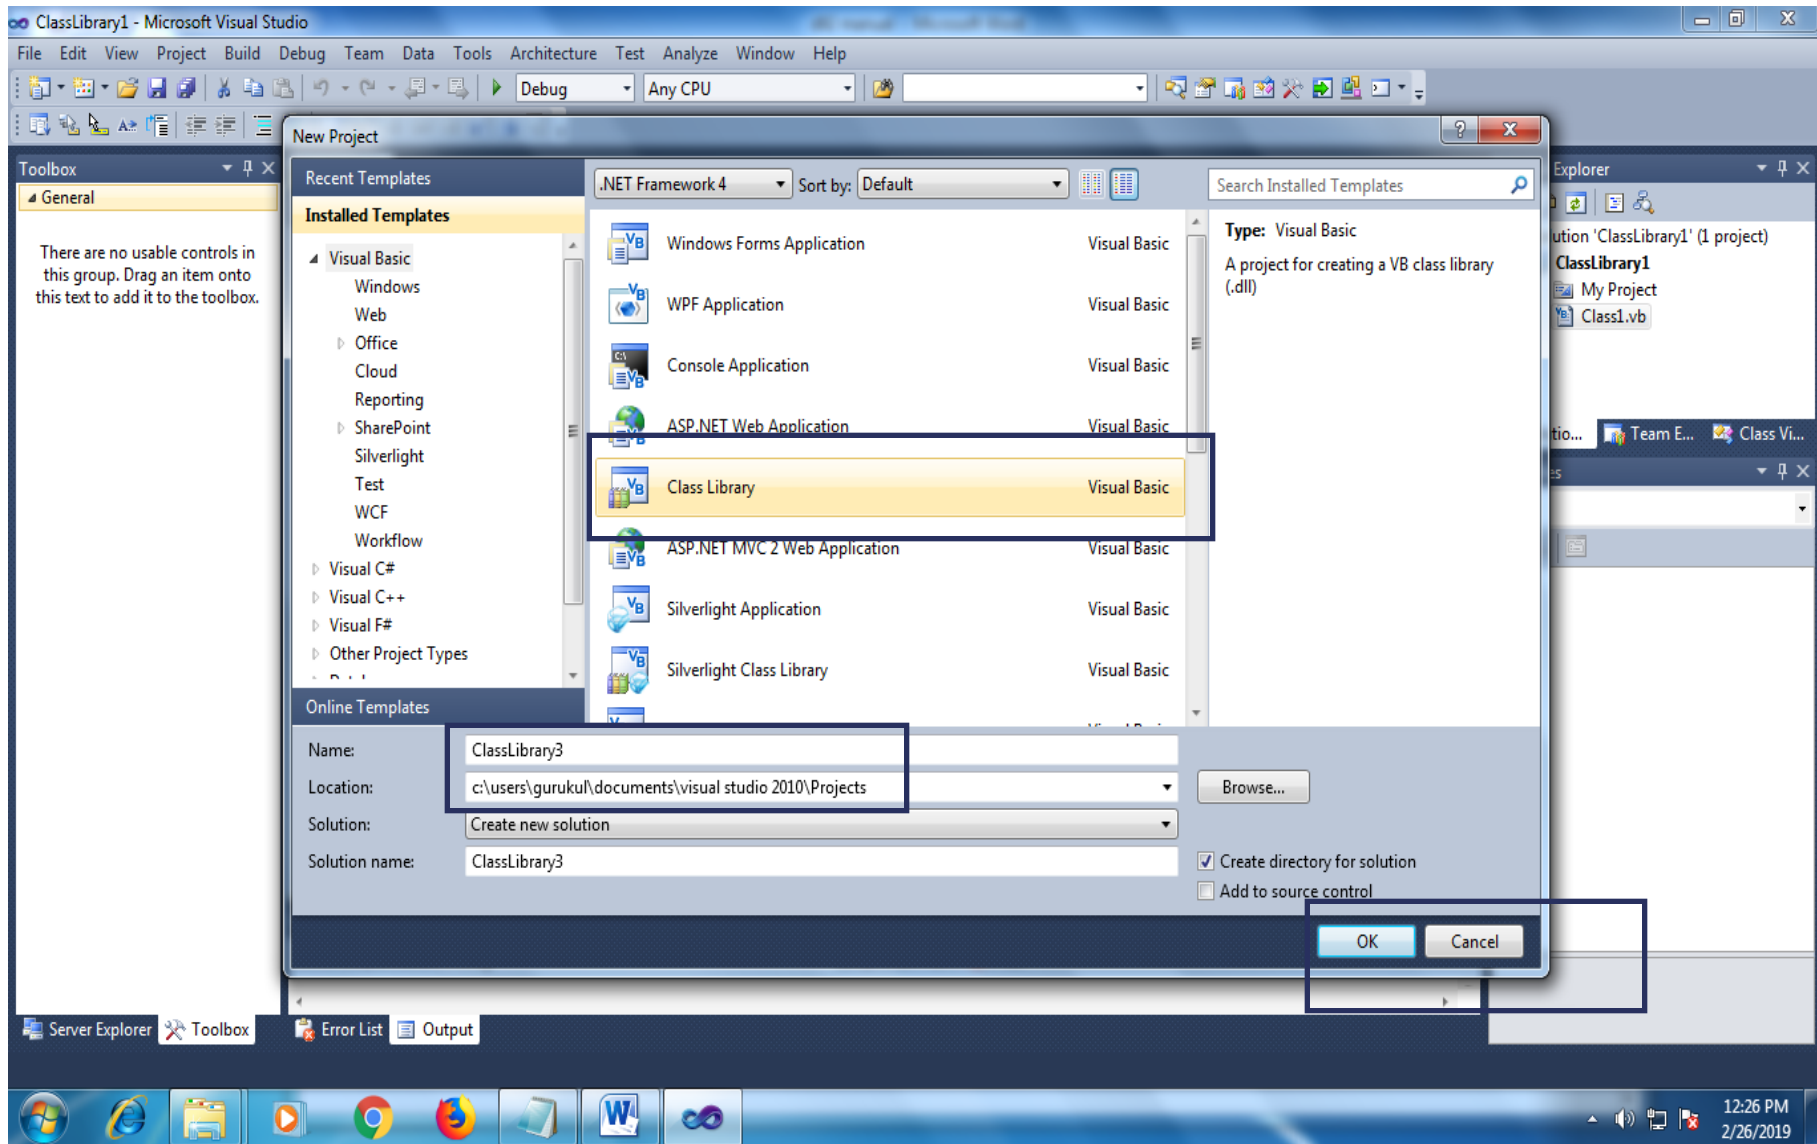 ClassLibrary1 - Microsoft Visual Studio
File Edit View Project Build Debug Team Data Tools Architecture Test Analyze Window Help
Debug Any CPU
New Project
Toolbox
General
There are no usable controls in
this group. Drag an item onto
this text to add it to the toolbox.
Recent Templates
Installed Templates
Visual Basic
Windows
Web
Office
Cloud
Reporting
SharePoint
Silverlight
Test
WCF
Workflow
Visual C#
Visual C++
Visual F#
Other Project Types
Online Templates
.NET Framework 4 Sort by: Default
Search Installed Templates
Windows Forms Application Visual Basic
WPF Application Visual Basic
Console Application Visual Basic
ASP.NET Web Application Visual Basic
Class Library Visual Basic
ASP.NET MVC 2 Web Application Visual Basic
Silverlight Application Visual Basic
Silverlight Class Library Visual Basic
Type: Visual Basic
A project for creating a VB class library
(.dll)
Name: ClassLibrary3
Location: c:\users\gurukul\documents\visual studio 2010\Projects
Browse...
Solution: Create new solution
Solution name: ClassLibrary3
Create directory for solution
Add to source control
OK Cancel
Explorer
ution 'ClassLibrary1' (1 project)
ClassLibrary1
My Project
Class1.vb
tio... Team E... Class Vi...
es
Server Explorer Toolbox Error List Output
12:26 PM
2/26/2019